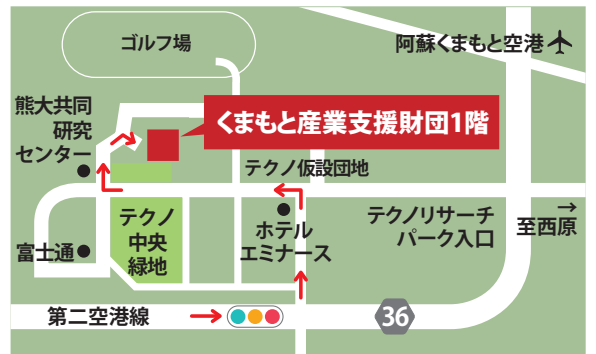 ゴルフ場
阿蘇くまもと空港
熊大共同
研究
センター
くまもと産業支援財団1階
テクノ仮設団地
テクノ
中央
緑地
ホテル
エミナース
テクノリサーチ
パーク入口
→
至西原
富士通
第二空港線
36